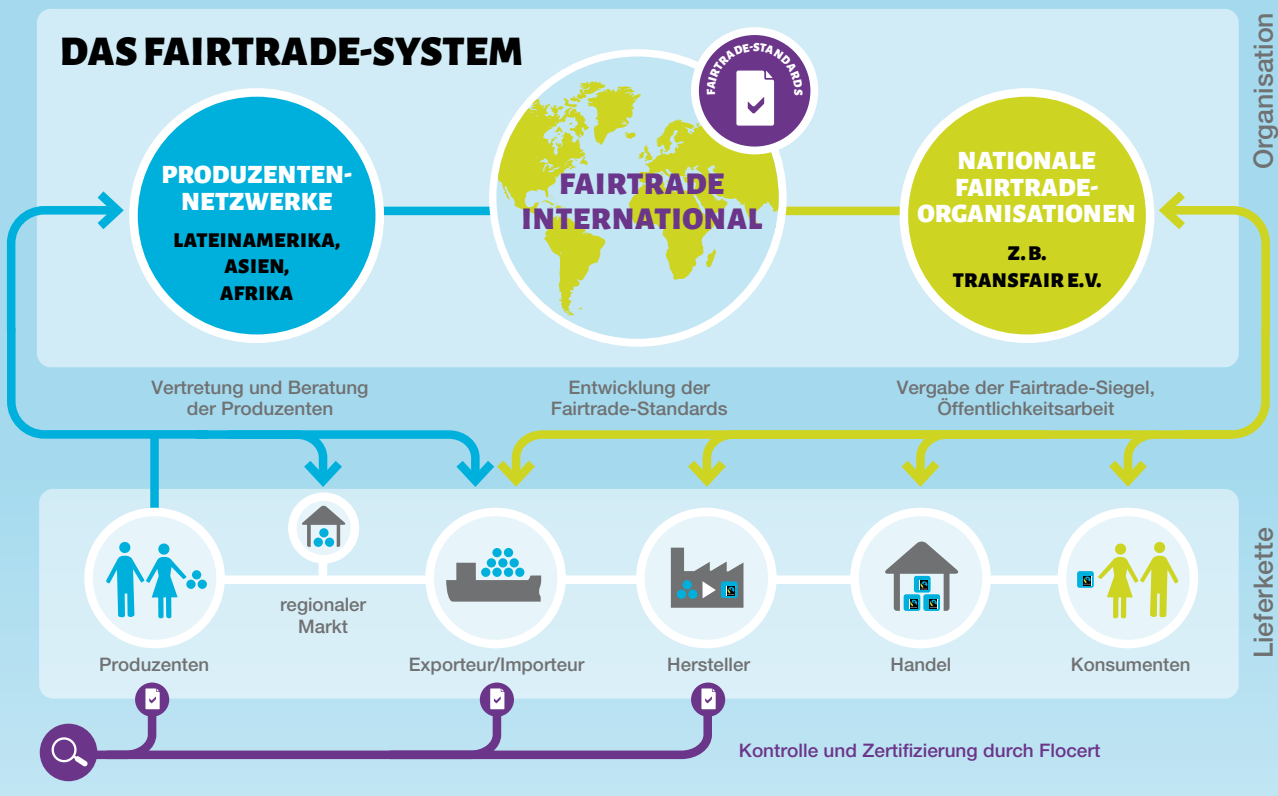 DAS FAIRTRADE-SYSTEM
FAIRTRADE-STANDARDS
Organisation
PRODUZENTEN-
NETZWERKE
LATEINAMERIKA,
ASIEN,
AFRIKA
FAIRTRADE
INTERNATIONAL
NATIONALE
FAIRTRADE-
ORGANISATIONEN
Z. B.
TRANSFAIR E.V.
Vertretung und Beratung
der Produzenten
Entwicklung der
Fairtrade-Standards
Vergabe der Fairtrade-Siegel,
Öffentlichkeitsarbeit
Lieferkette
Produzenten
regionaler
Markt
Exporteur/Importeur
Hersteller
Handel
Konsumenten
Kontrolle und Zertifizierung durch Flocert